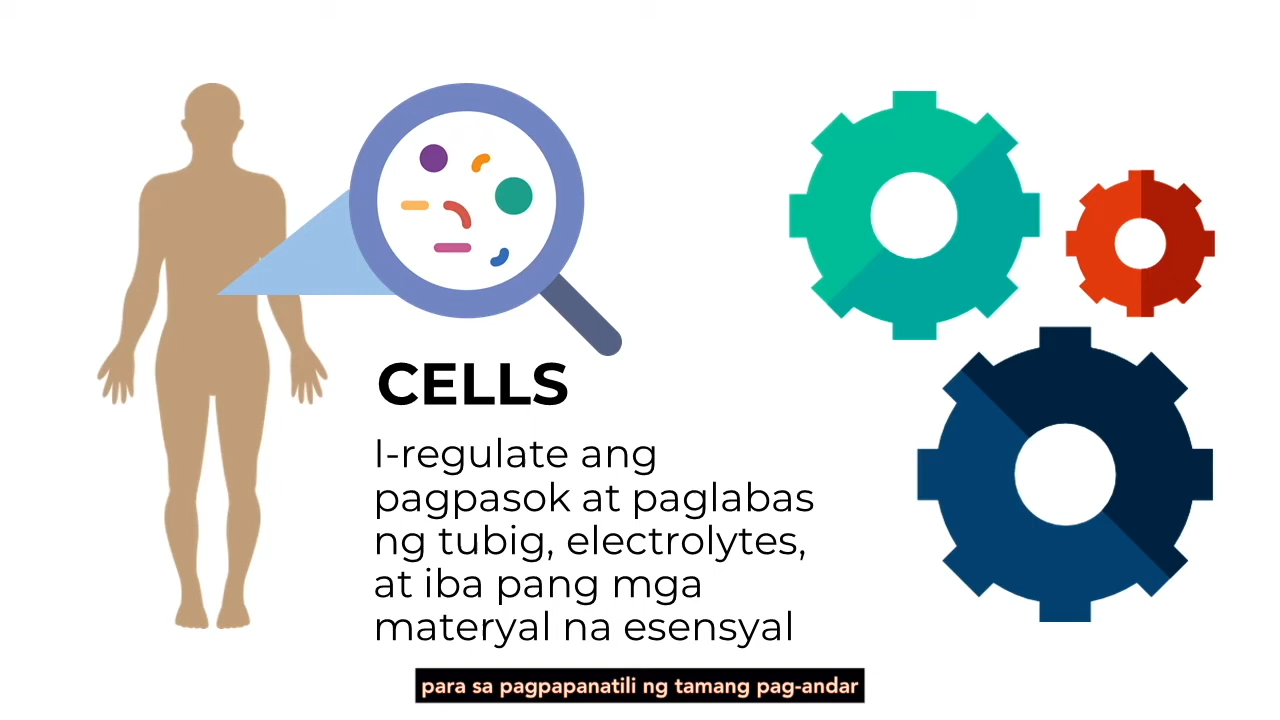 CELLS
I-regulate ang
pagpasok at paglabas
ng tubig, electrolytes,
at iba pang mga
materyal na esensyal
para sa pagpapanatili ng tamang pag-andar